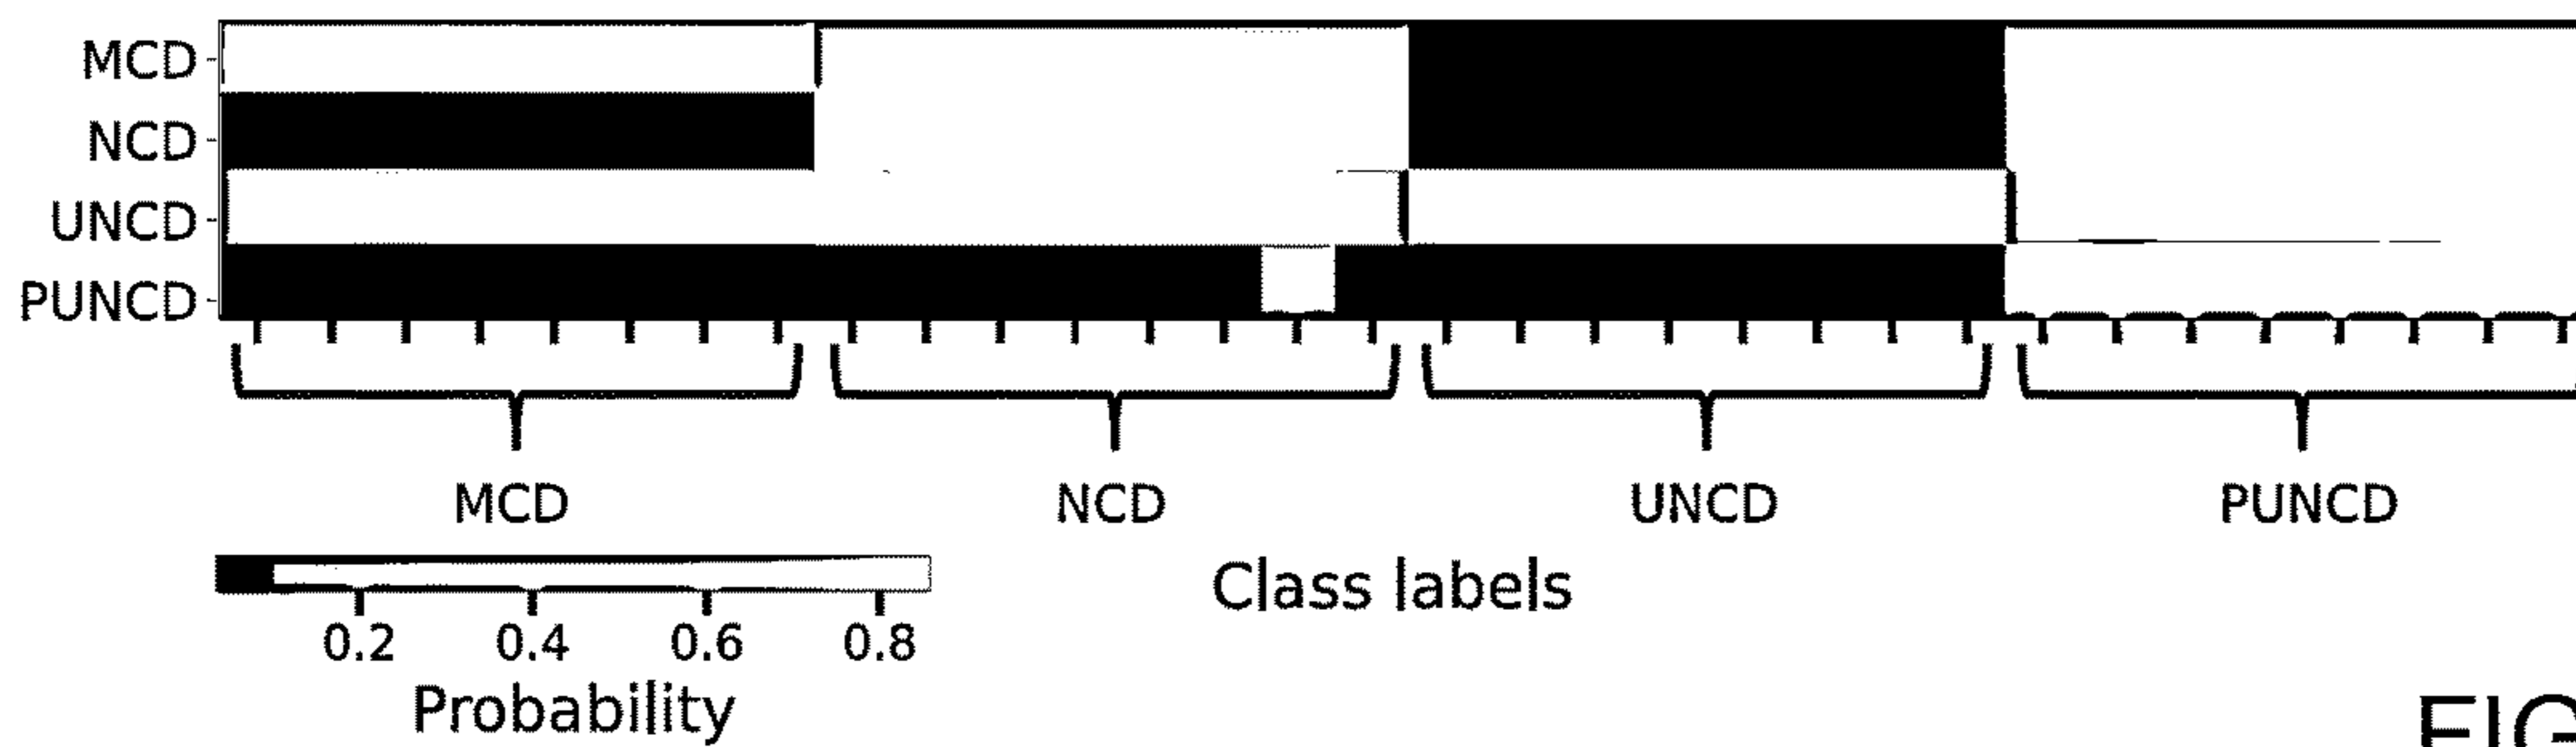 MCD
NCD
UNCD
PUNCD
MCD NCD UNCD PUNCD
Class labels
0.2 0.4 0.6 0.8
Probability
FIG